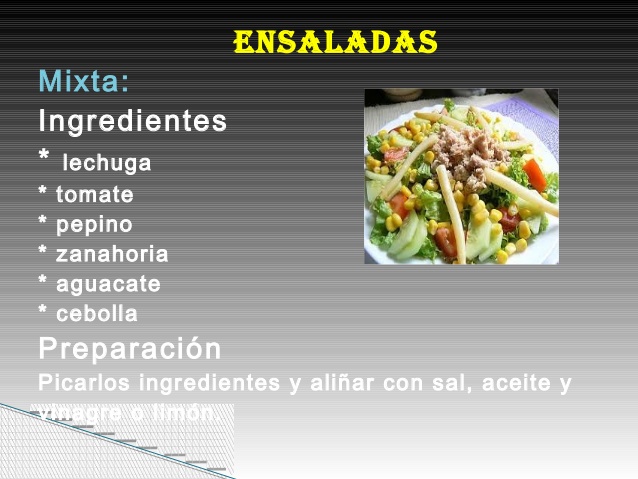 ENSALADAS
Mixta:
Ingredientes
* lechuga
* tomate
* pepino
* zanahoria
* aguacate
* cebolla
Preparación
Picarlos ingredientes y aliñar con sal, aceite y
vinagre o limón.